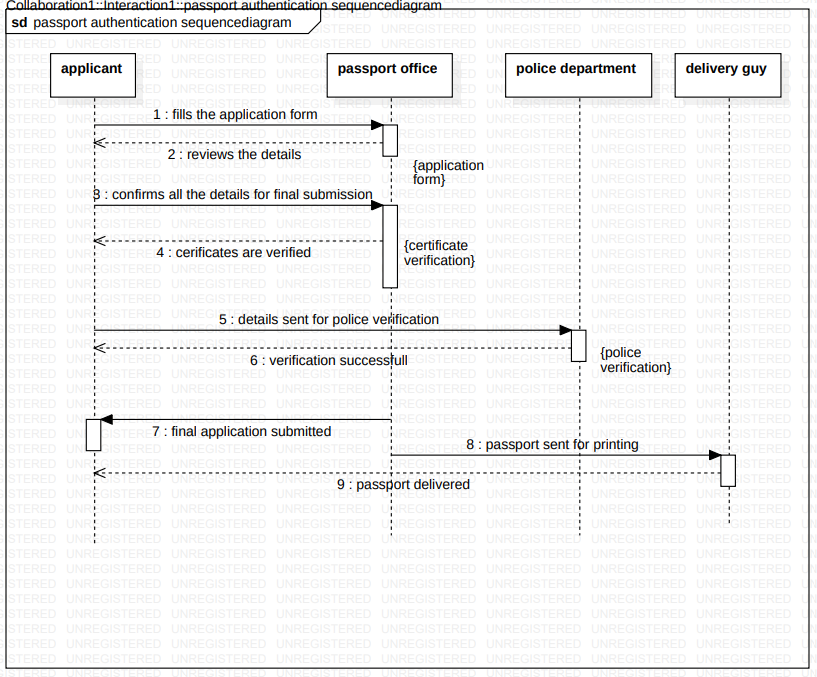 Collaboration1::Interaction1::passport authentication sequencediagram
sd passport authentication sequencediagram
applicant
passport office
police department
delivery guy
1 : fills the application form
2 : reviews the details
{application
form}
3 : confirms all the details for final submission
{certificate
verification}
4 : cerificates are verified
5 : details sent for police verification
6 : verification successfull
{police
verification}
7 : final application submitted
8 : passport sent for printing
9 : passport delivered
UNREGISTERED